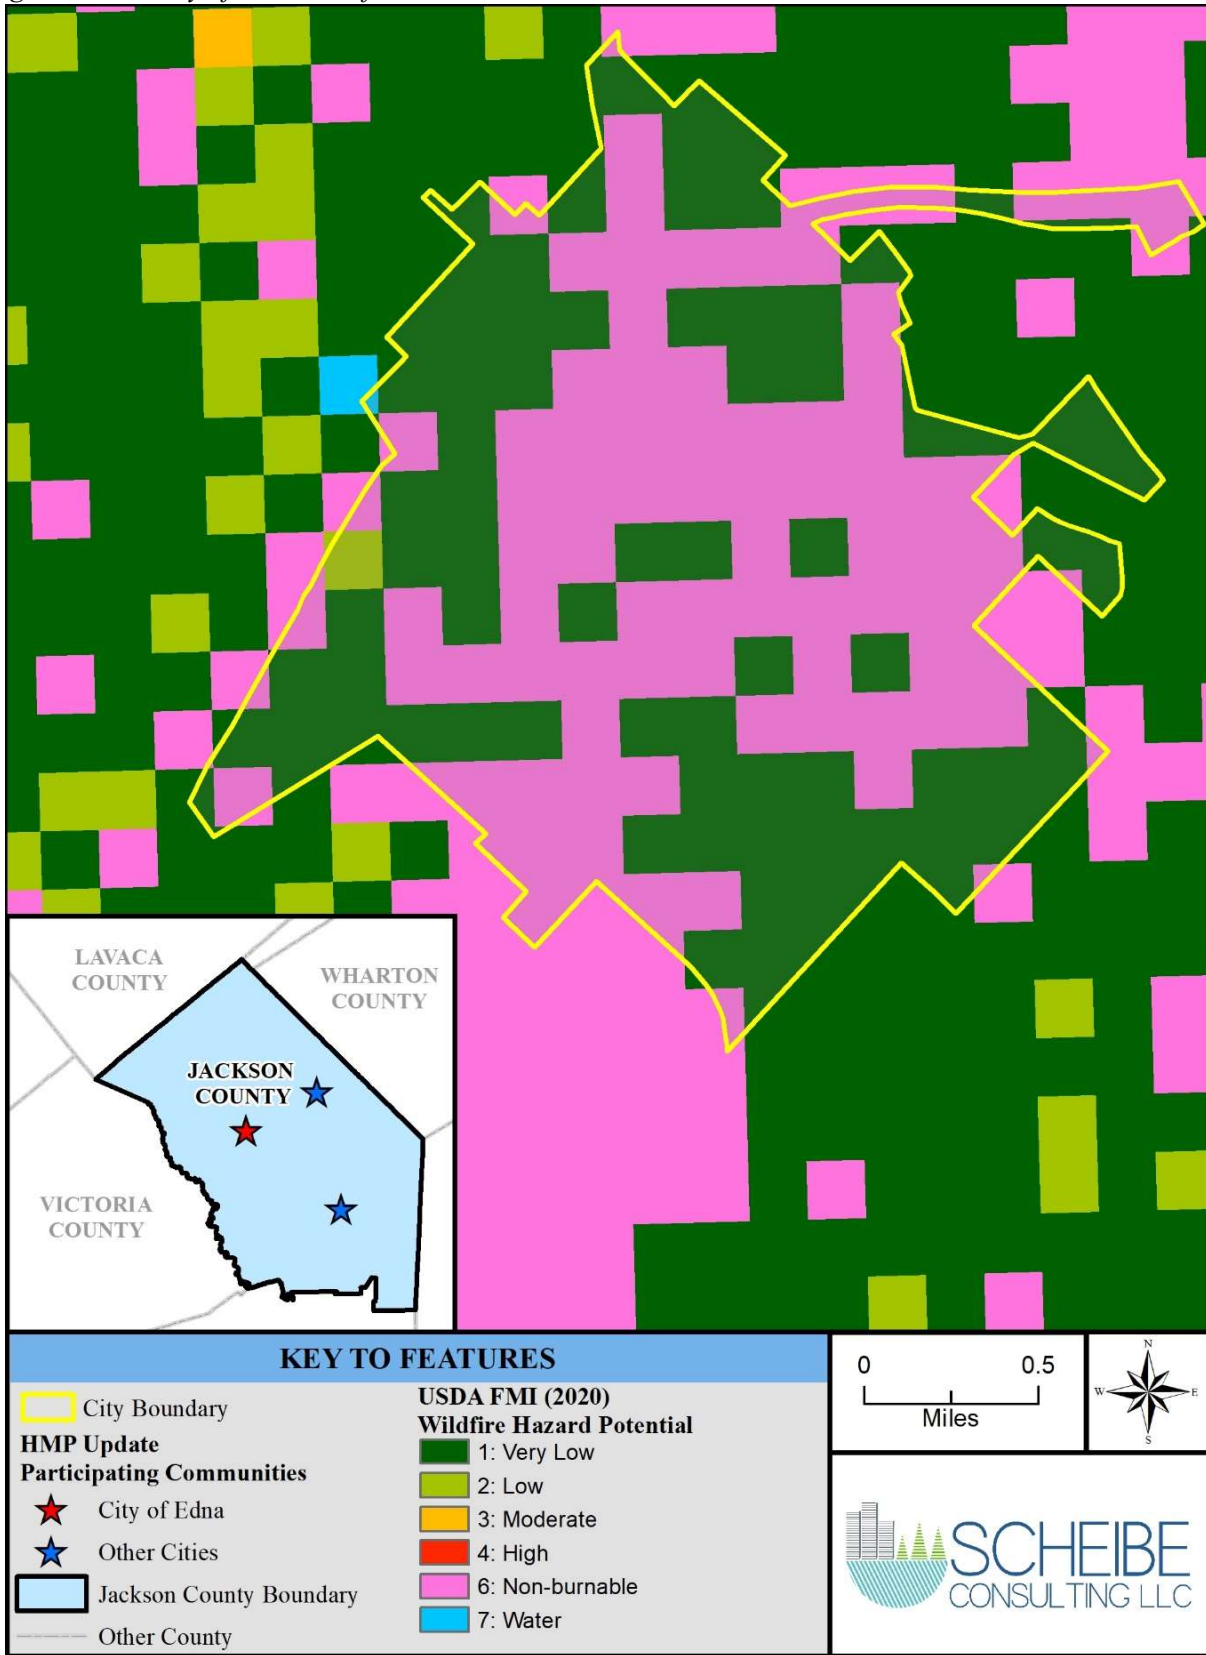 LAVACA
COUNTY
WHARTON
COUNTY
JACKSON
COUNTY
VICTORIA
COUNTY
KEY TO FEATURES
City Boundary
HMP Update
Participating Communities
City of Edna
Other Cities
Jackson County Boundary
Other County
USDA FMI (2020)
Wildfire Hazard Potential
1: Very Low
2: Low
3: Moderate
4: High
6: Non-burnable
7: Water
0 0.5
Miles
N
W E
S
SCHEIBE
CONSULTING LLC